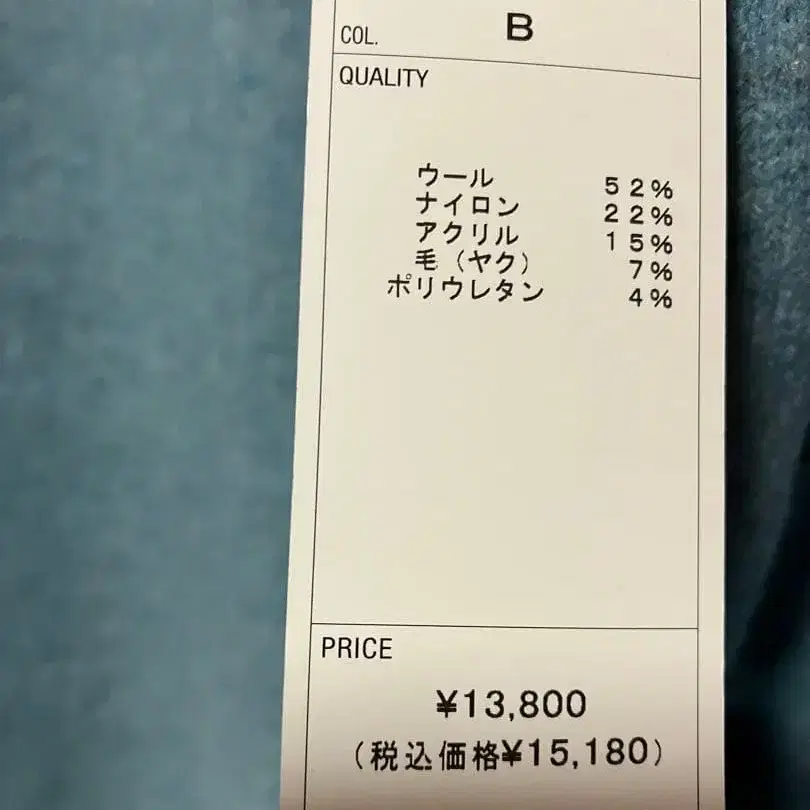 COL. B
QUALITY
ウール 52%
ナイロン 22%
アクリル 15%
毛（ヤク） 7%
ポリウレタン 4%
PRICE
¥13,800
（税込価格¥15,180）